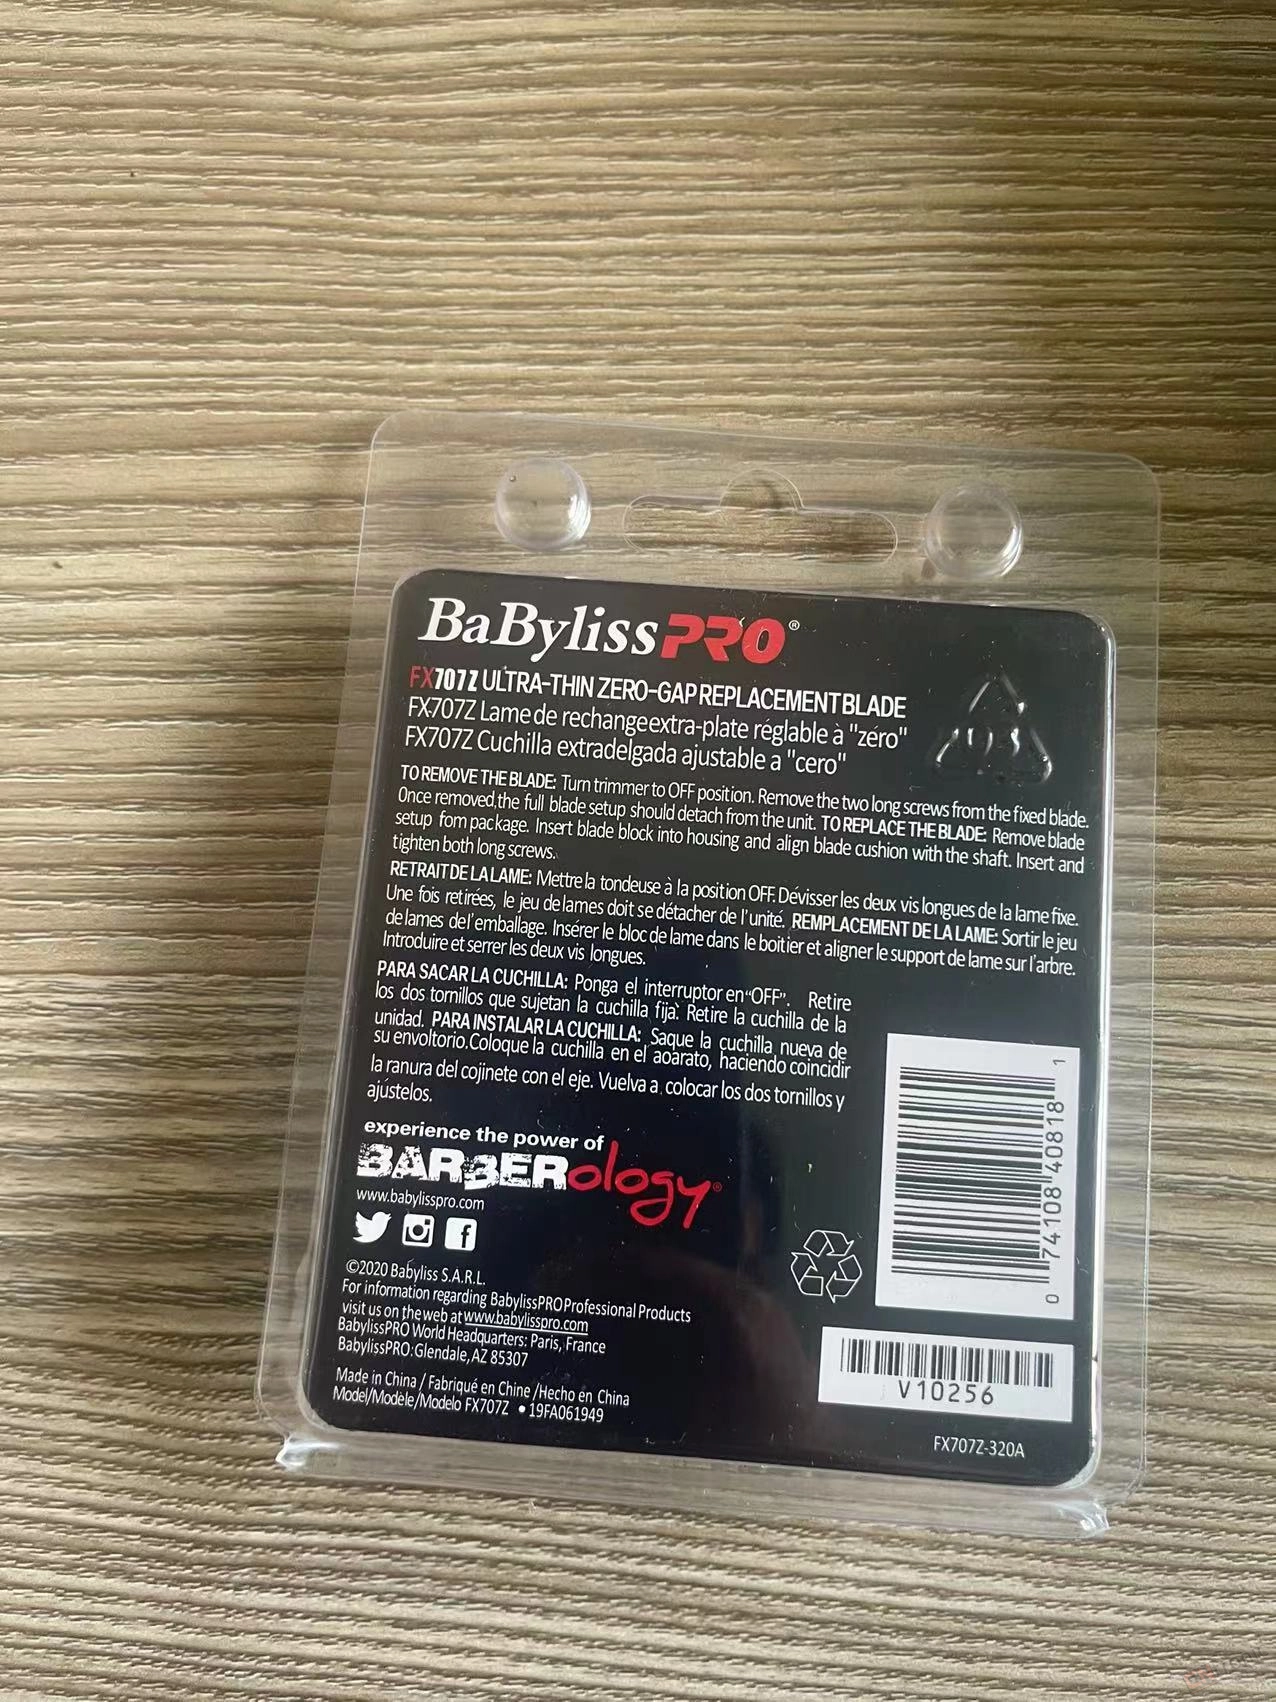 BaByliss PRO®
FX707Z ULTRA-THIN ZERO-GAP REPLACEMENT BLADE
FX707Z Lame de rechange extra-plate réglable à "zéro"
FX707Z Cuchilla extradelgada ajustable a "cero"
TO REMOVE THE BLADE: Turn trimmer to OFF position. Remove the two long screws from the fixed blade.
Once removed,the full blade setup should detach from the unit. TO REPLACE THE BLADE: Remove blade
setup fom package. Insert blade block into housing and align blade cushion with the shaft. Insert and
tighten both long screws.
RETRAIT DE LA LAME: Mettre la tondeuse à la position OFF. Dévisser les deux vis longues de la lame fixe.
Une fois retirées, le jeu de lames doit se détacher de l'unité. REMPLACEMENT DE LA LAME: Sortir le jeu
de lames del'emballage. Insérer le bloc de lame dans le boitier et aligner le support de lame sur l'arbre.
Introduire et serrer les deux vis longues.
PARA SACAR LA CUCHILLA: Ponga el interruptor en "OFF". Retire
los dos tornillos que sujetan la cuchilla fija. Retire la cuchilla de la
unidad. PARA INSTALAR LA CUCHILLA: Saque la cuchilla nueva de
su envoltorio.Coloque la cuchilla en el aoarato, haciendo coincidir
la ranura del cojinete con el eje. Vuelva a colocar los dos tornillos y
ajústelos.
experience the power of
BARBERology®
www.babylisspro.com
©2020 Babyliss S.A.R.L.
For information regarding BabylissPRO Professional Products
visit us on the web at www.babylisspro.com
BabylissPRO World Headquarters: Paris, France
BabylissPRO:Glendale, AZ 85307
Made in China / Fabriqué en Chine /Hecho en China
Model/Modèle/Modelo FX707Z • 19FA061949
0 74108 40818 1
V10256
FX707Z-320A